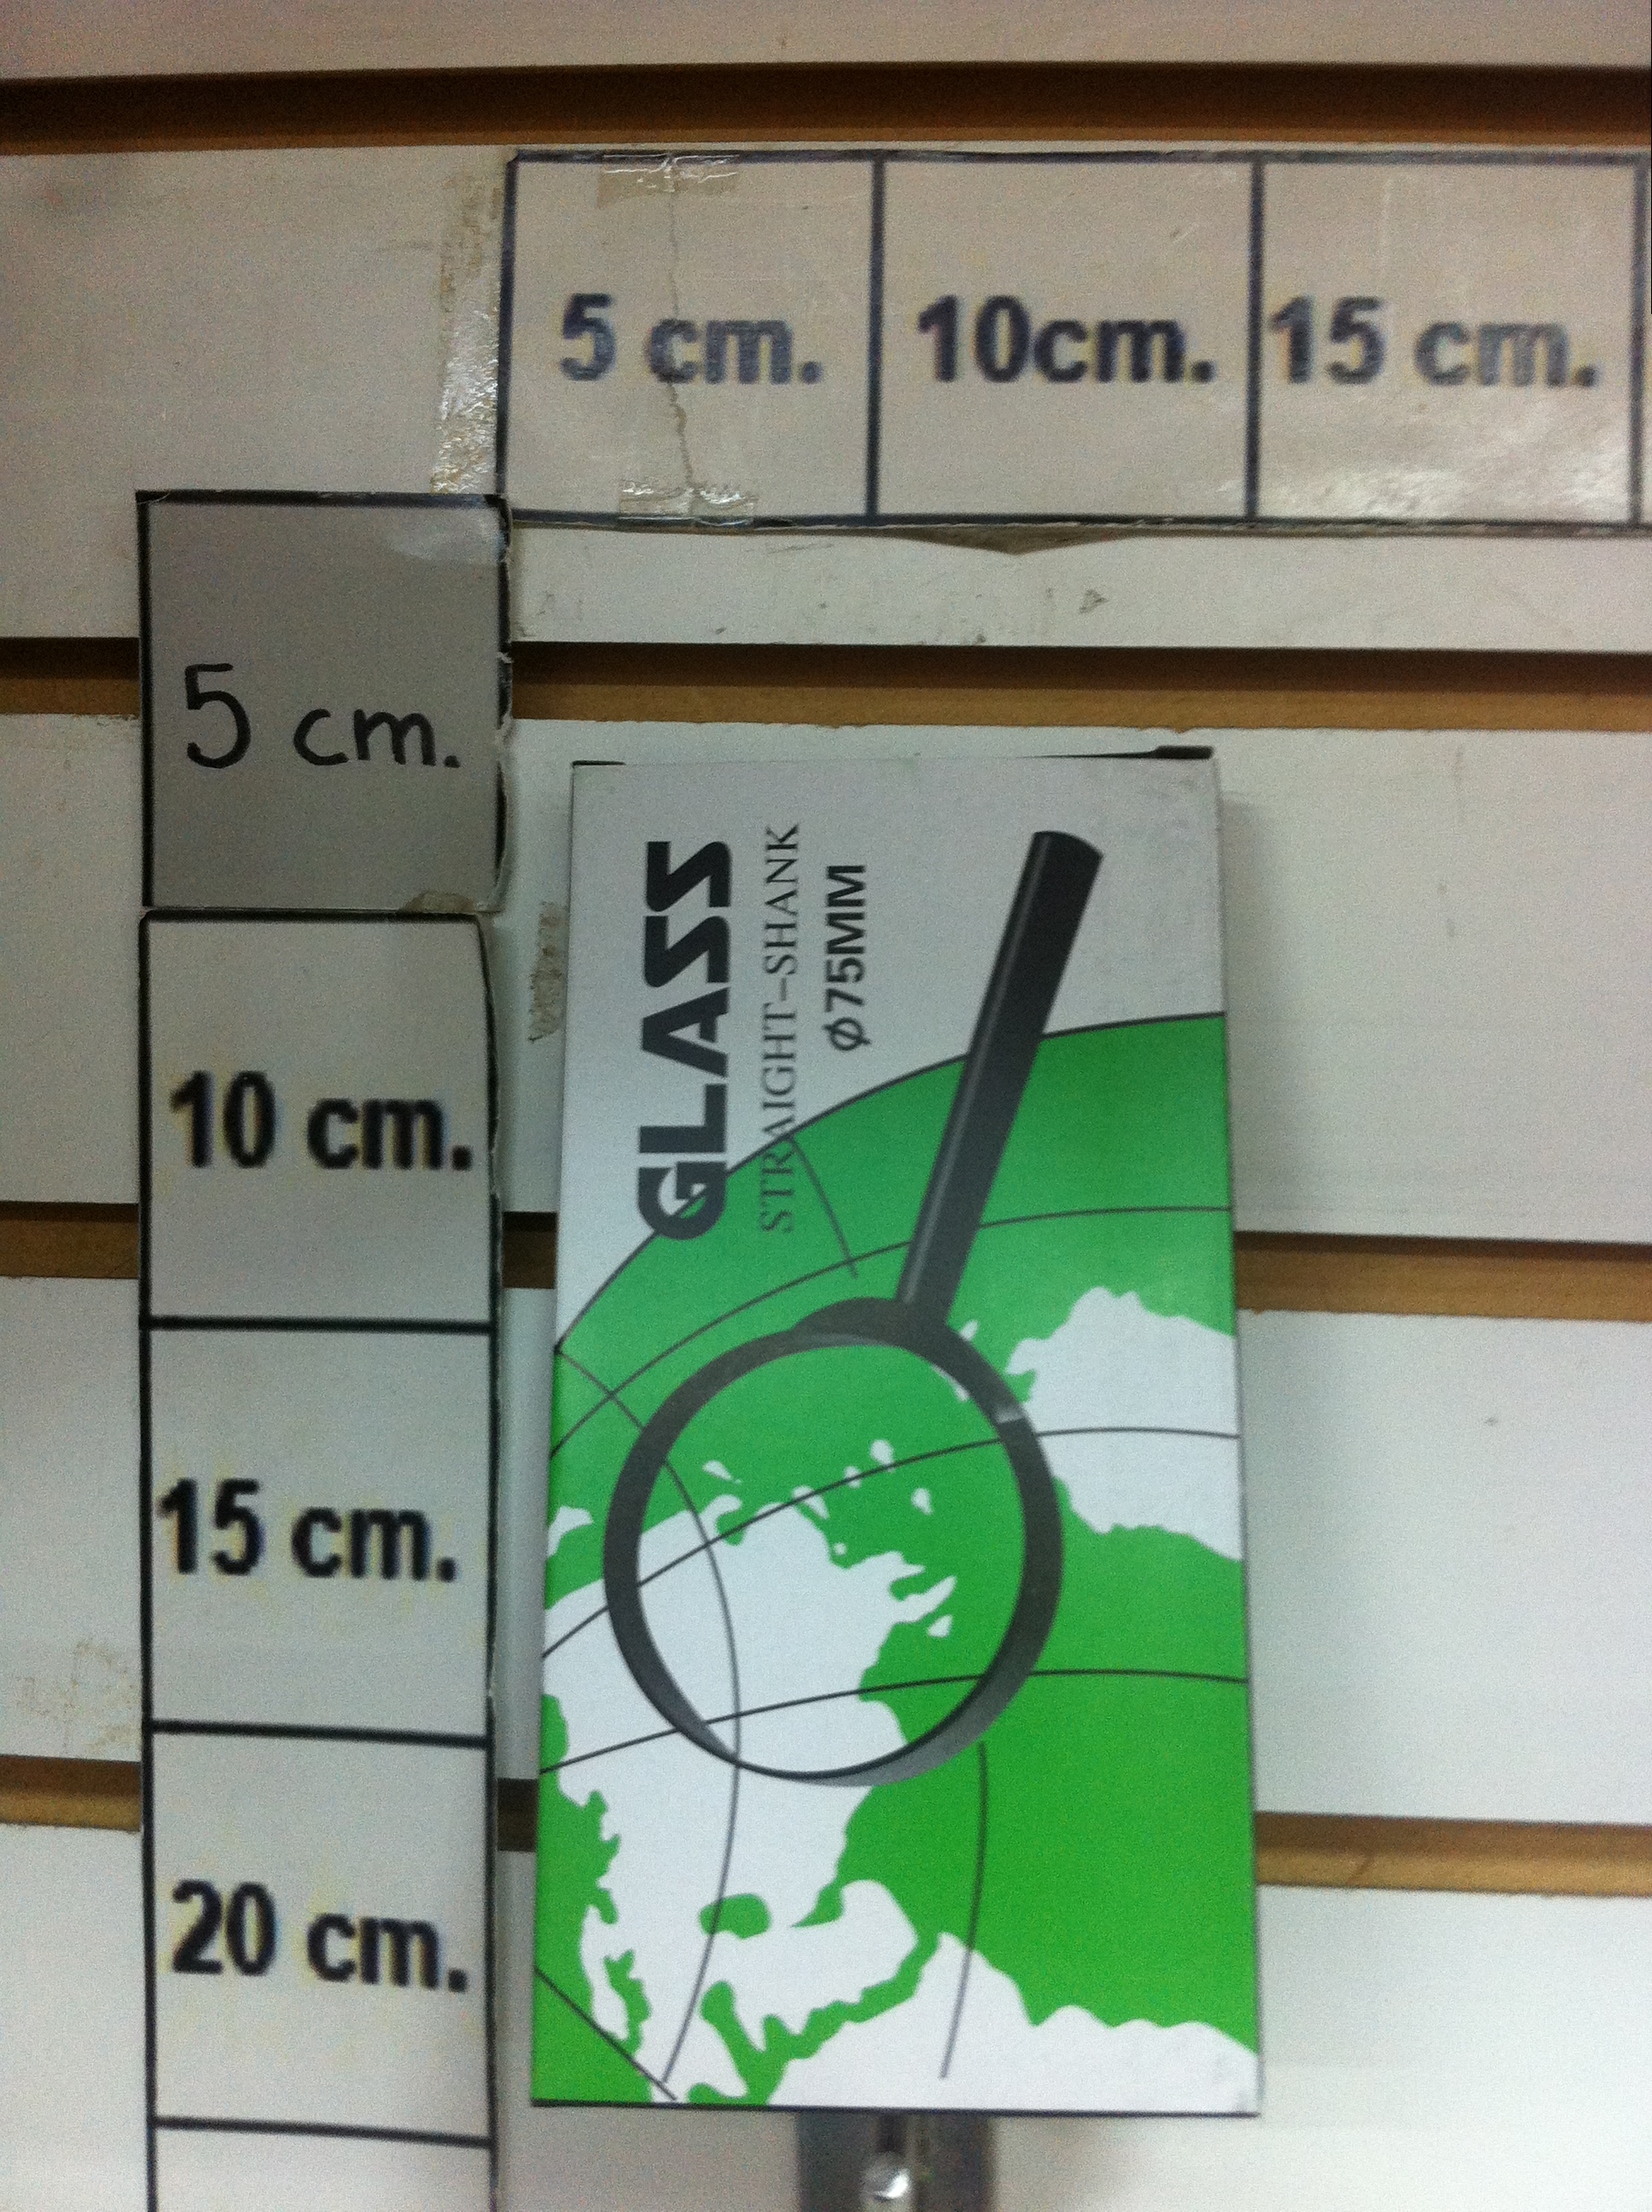 5 cm.
10cm.
15 cm.
5 cm.
10 cm.
15 cm.
20 cm.
GLASS
STRAIGHT-SHANK
Ø75MM